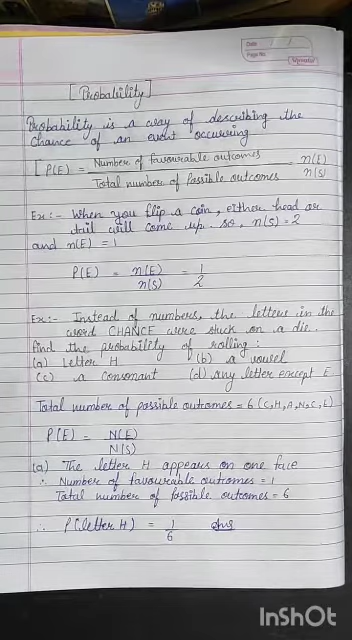 Date / /
Page No.
[Probability]
Probability is a way of describing the
chance of an event occurring
[P(E) = Number of favourable outcomes = n(E)
Total number of Possible outcomes n(S)
Ex:- When you flip a coin, either head or
tail will come up. so, n(S) = 2
and n(E) = 1
P(E) = n(E) = 1
n(S) 2
Ex:- Instead of numbers, the letters in the
word CHANCE were stuck on a die.
find the probability of rolling:
(a) Letter H (b) a vowel
(c) a consonant (d) any letter except E
Total number of possible outcomes = 6 (C,H,A,N,C,E)
P(E) = N(E)
N(S)
(a) The letter H appears on one face
∴ Number of favourable outcomes = 1
Total number of possible outcomes = 6
∴ P(letter H) = 1 Ans
6
InShOt